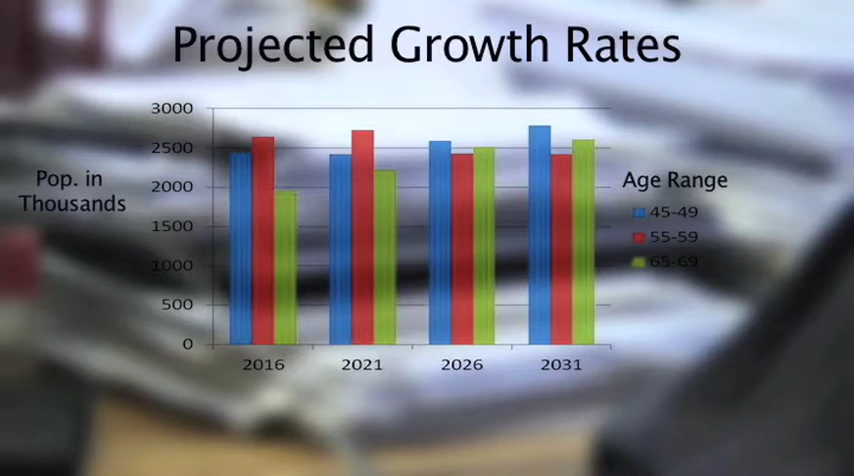 Projected Growth Rates
3000
2500
2000
1500
1000
500
0
Pop. in
Thousands
2016 2021 2026 2031
Age Range
45-49
55-59
65-69